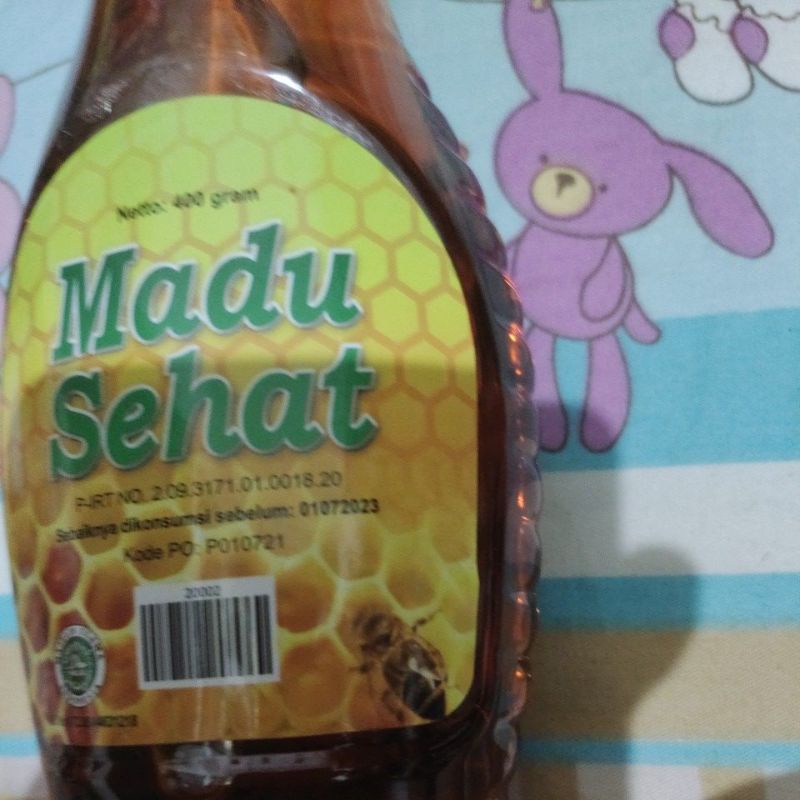 Netto: 400 gram
Madu
Sehat
P-IRT NO. 2.09.3171.01.0018.20
Sebaiknya dikonsumsi sebelum: 01072023
Kode PO: P010721
20002